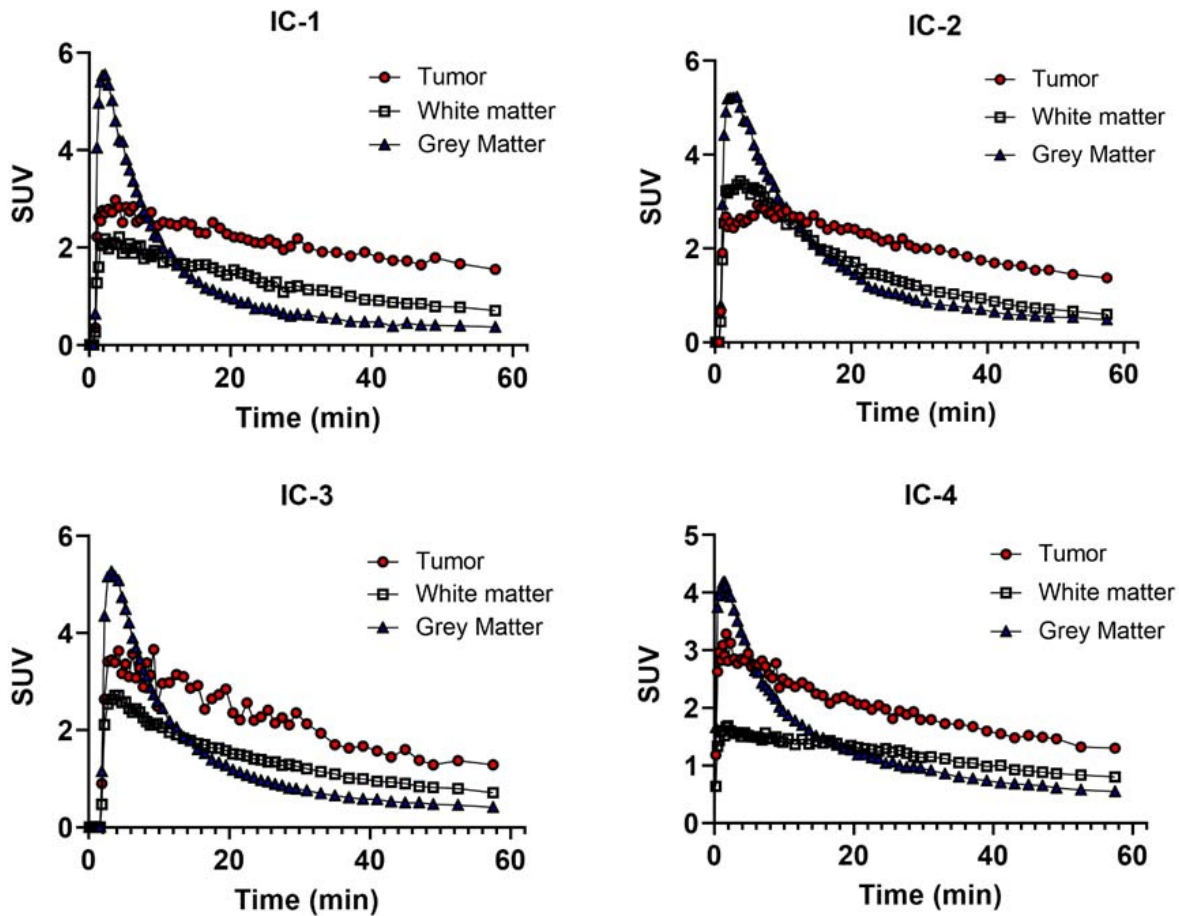 IC-1
6
4
2
0
SUV
Tumor
White matter
Grey Matter
0 20 40 60
Time (min)
IC-2
6
4
2
0
SUV
Tumor
White matter
Grey Matter
0 20 40 60
Time (min)
IC-3
6
4
2
0
SUV
Tumor
White matter
Grey Matter
0 20 40 60
Time (min)
IC-4
5
4
3
2
1
0
SUV
Tumor
White matter
Grey Matter
0 20 40 60
Time (min)